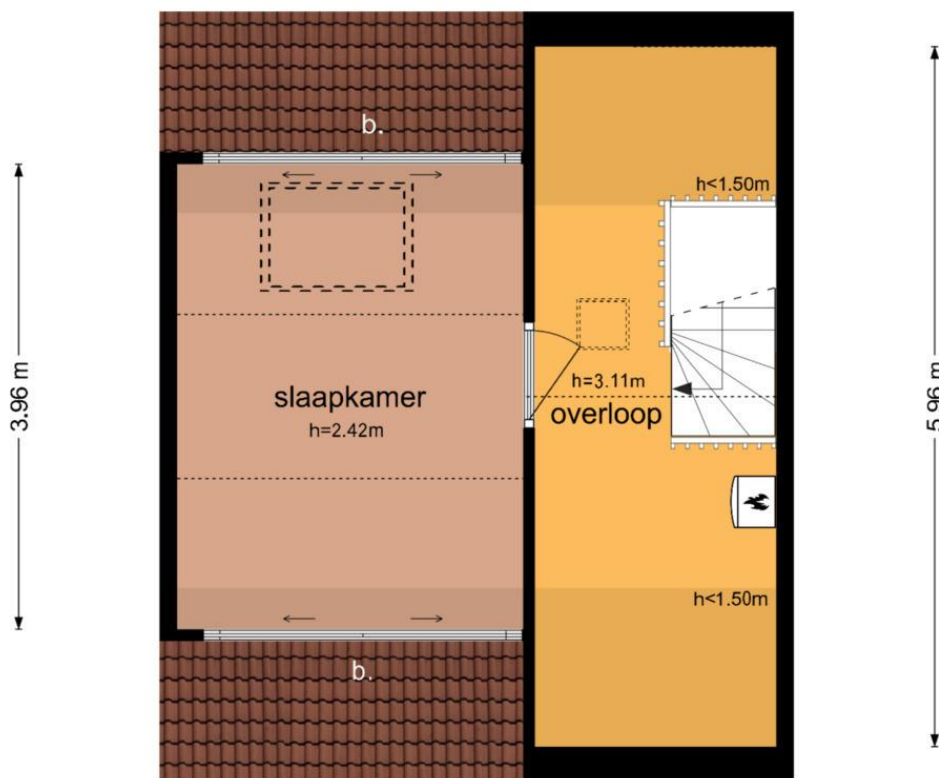 b.
h<1.50m
3.96 m
slaapkamer
h=2.42m
h=3.11m
overloop
5.96 m
h<1.50m
b.